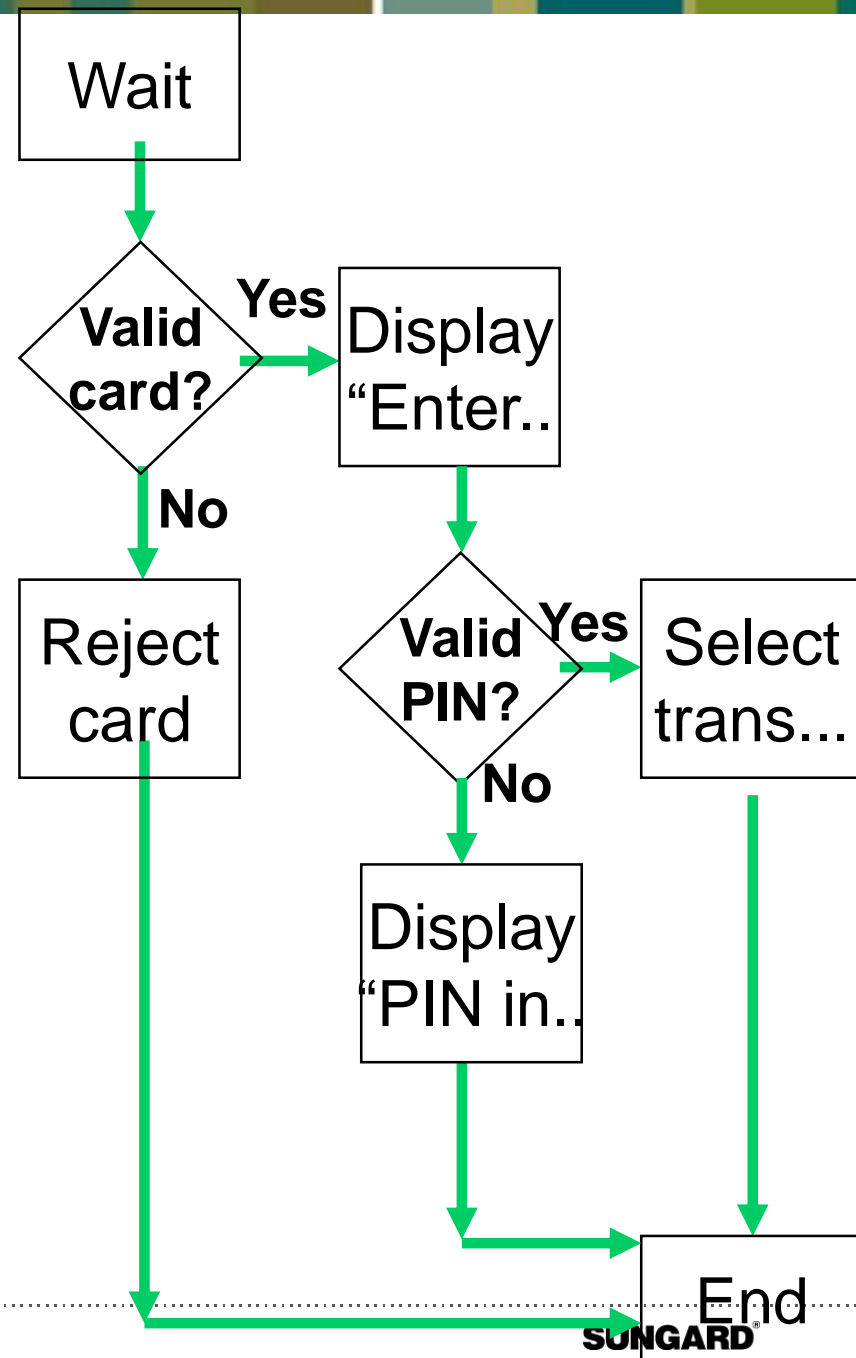 Wait
Valid
card?
Yes
Display
“Enter..
No
Reject
card
Valid
PIN?
Yes
Select
trans...
No
Display
“PIN in..
End
SUNGARD®